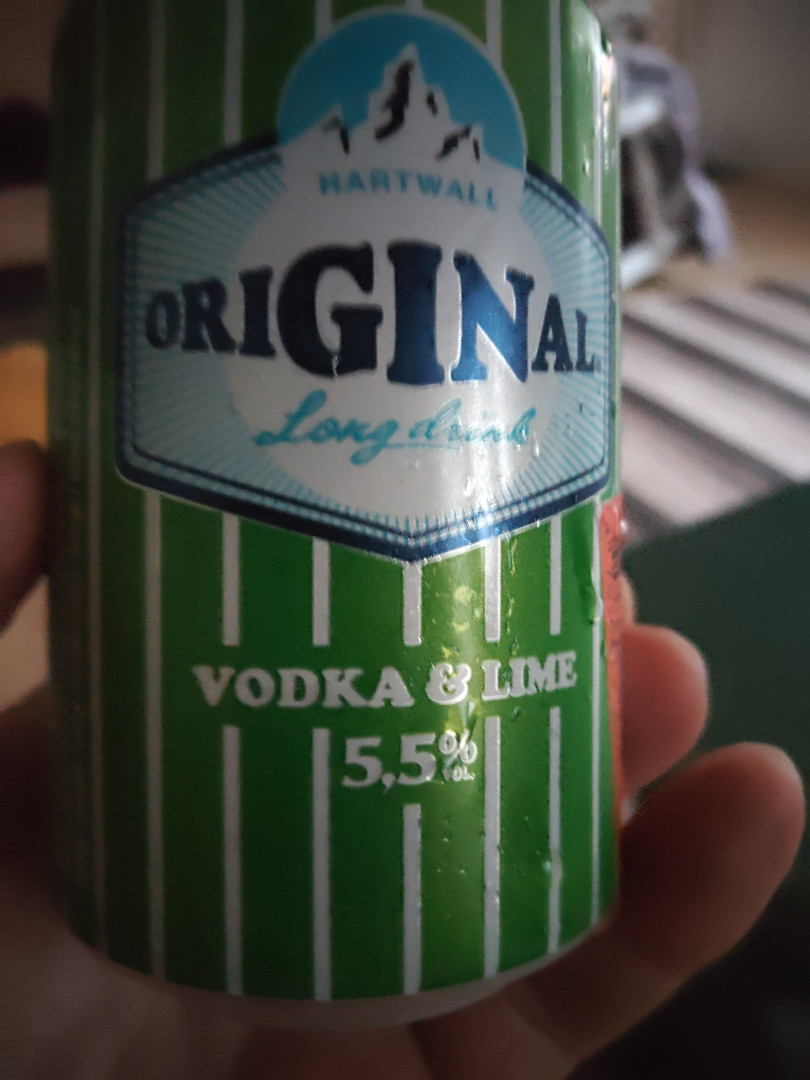 HARTWALL
ORIGINAL
Long drink
VODKA & LIME
5,5% VOL.